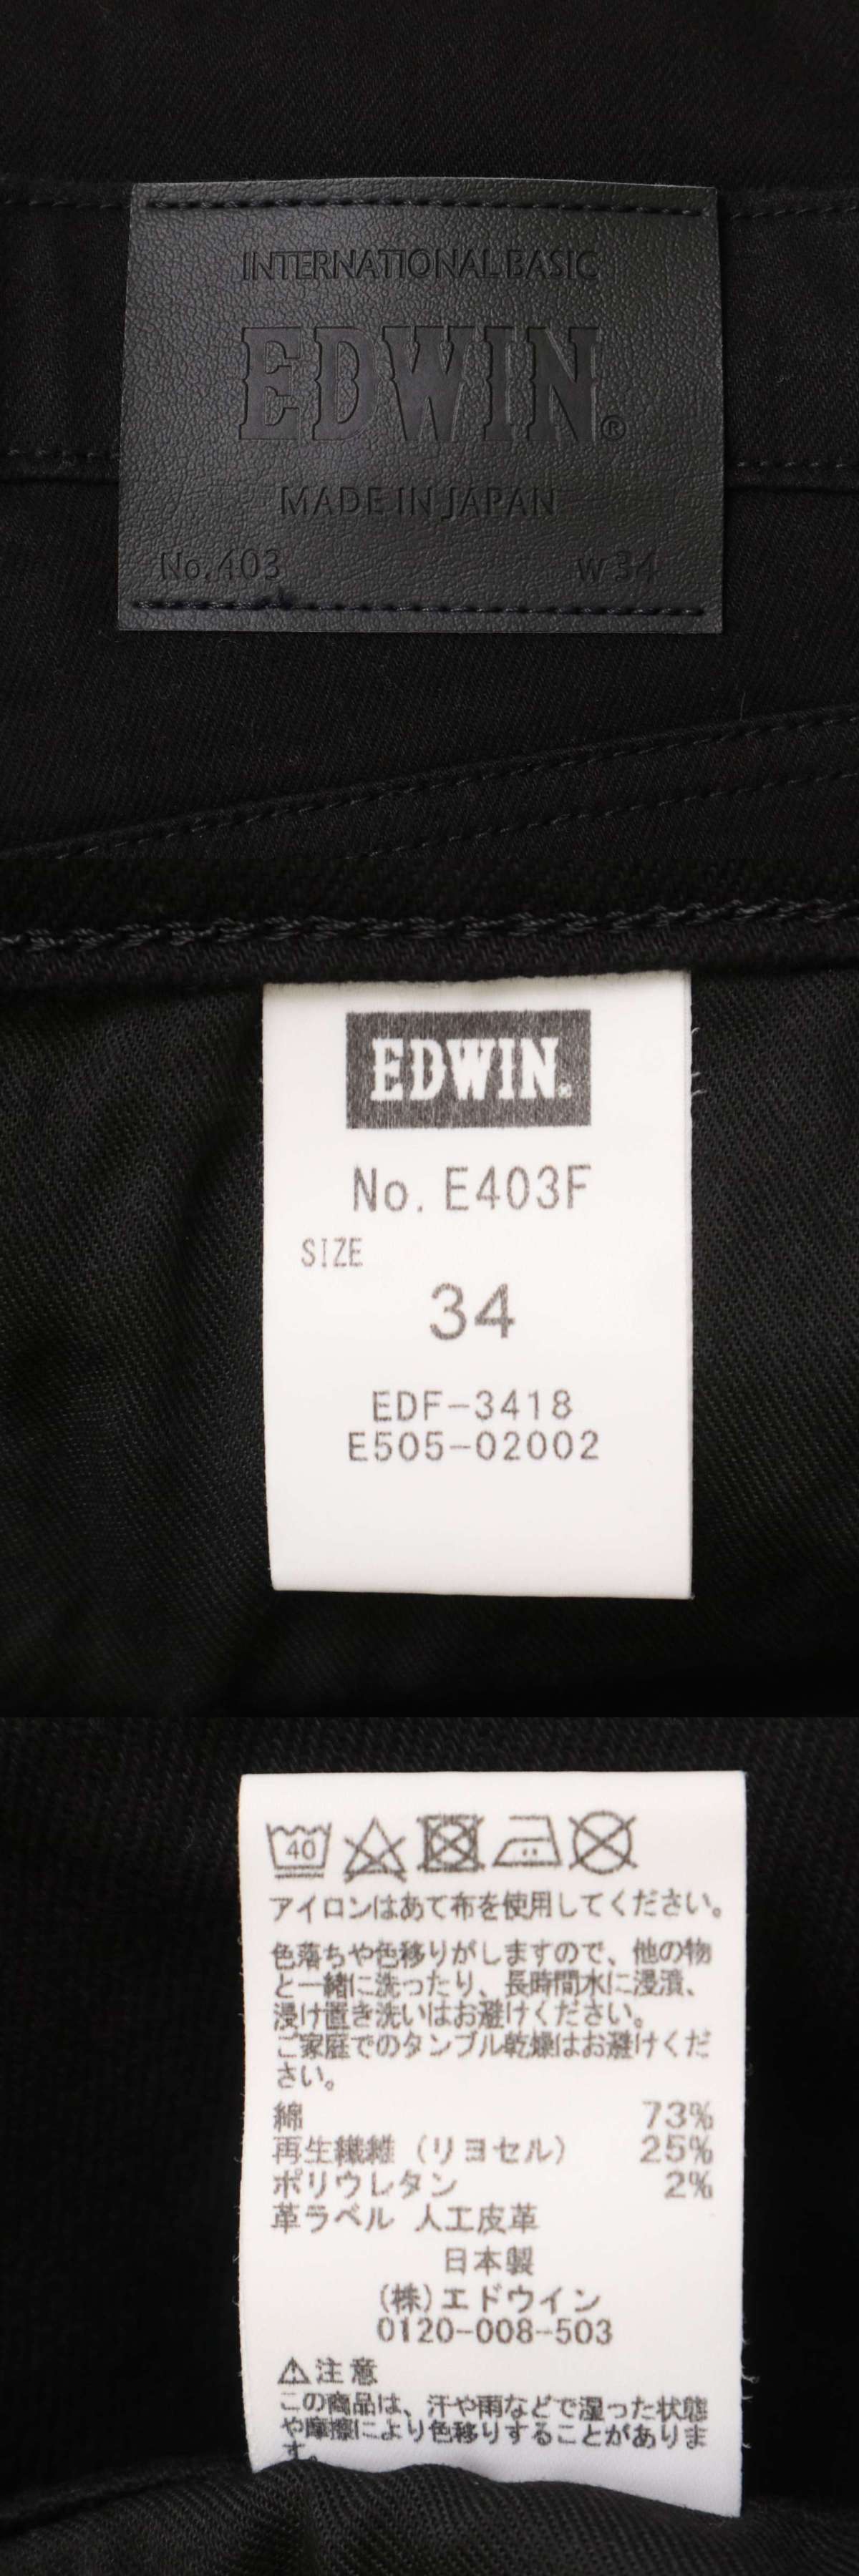 INTERNATIONAL BASIC
EDWIN®
MADE IN JAPAN
No.403 w34
EDWIN®
No. E403F
SIZE
34
EDF-3418
E505-02002
40
アイロンはあて布を使用してください。
色落ちや色移りがしますので、他の物
と一緒に洗ったり、長時間水に浸漬、
浸け置き洗いはお避けください。
ご家庭でのタンブル乾燥はお避けくだ
さい。
綿 73%
再生繊維（リヨセル） 25%
ポリウレタン 2%
革ラベル 人工皮革
日本製
(株)エドウイン
0120-008-503
⚠注意
この商品は、汗や雨などで湿った状態
や摩擦により色移りすることがありま
す。